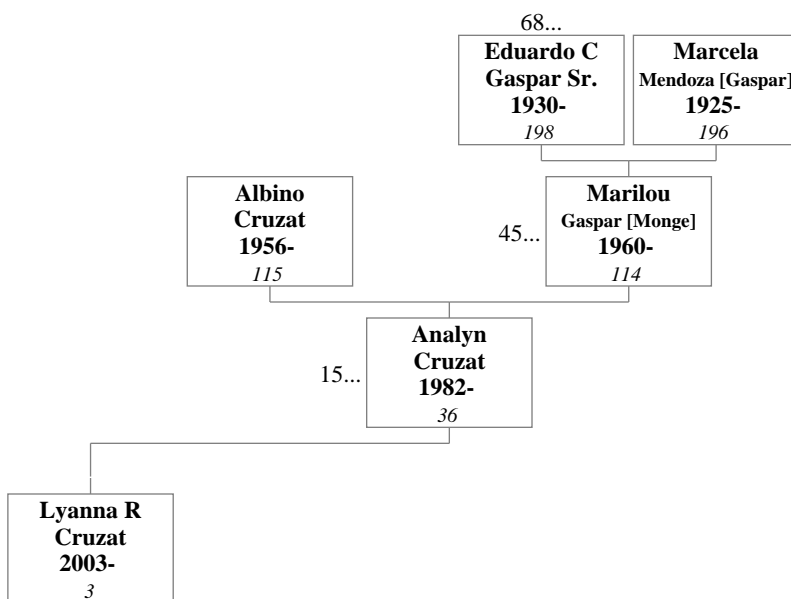 68...
Eduardo C
Gaspar Sr.
1930-
198
Marcela
Mendoza [Gaspar]
1925-
196
Albino
Cruzat
1956-
115
45...
Marilou
Gaspar [Monge]
1960-
114
15...
Analyn
Cruzat
1982-
36
Lyanna R
Cruzat
2003-
3